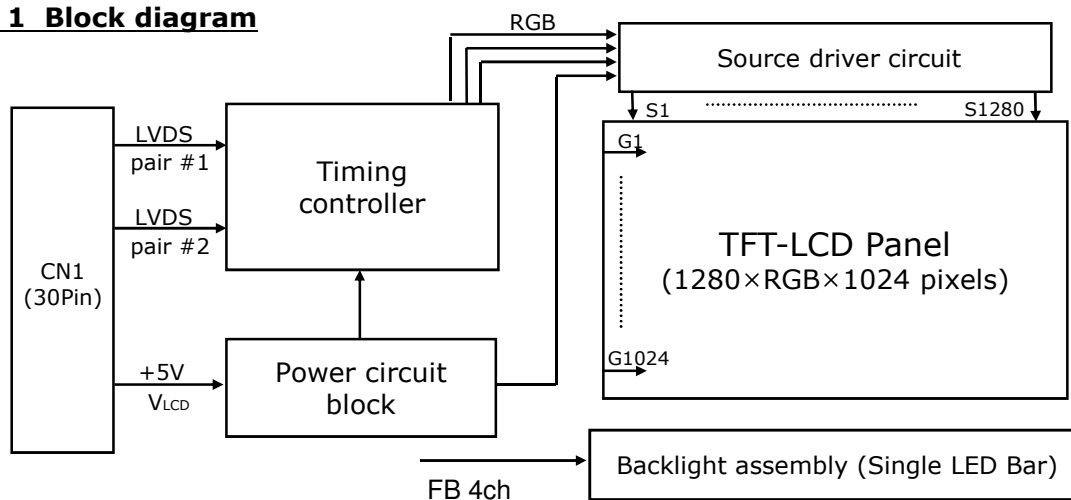 1 Block diagram
RGB
Source driver circuit
S1
S1280
CN1
(30Pin)
LVDS
pair #1
LVDS
pair #2
Timing
controller
G1
TFT-LCD Panel
(1280×RGB×1024 pixels)
G1024
+5V
VLCD
Power circuit
block
FB 4ch
Backlight assembly (Single LED Bar)